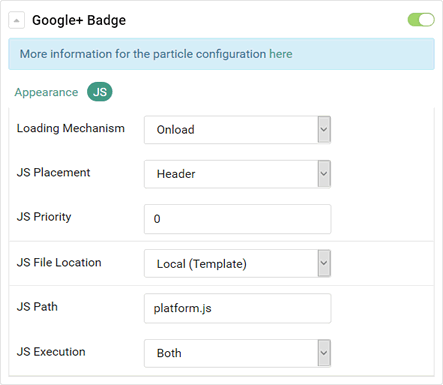 Google+ Badge
More information for the particle configuration here
Appearance JS
Loading Mechanism Onload
JS Placement Header
JS Priority 0
JS File Location Local (Template)
JS Path platform.js
JS Execution Both